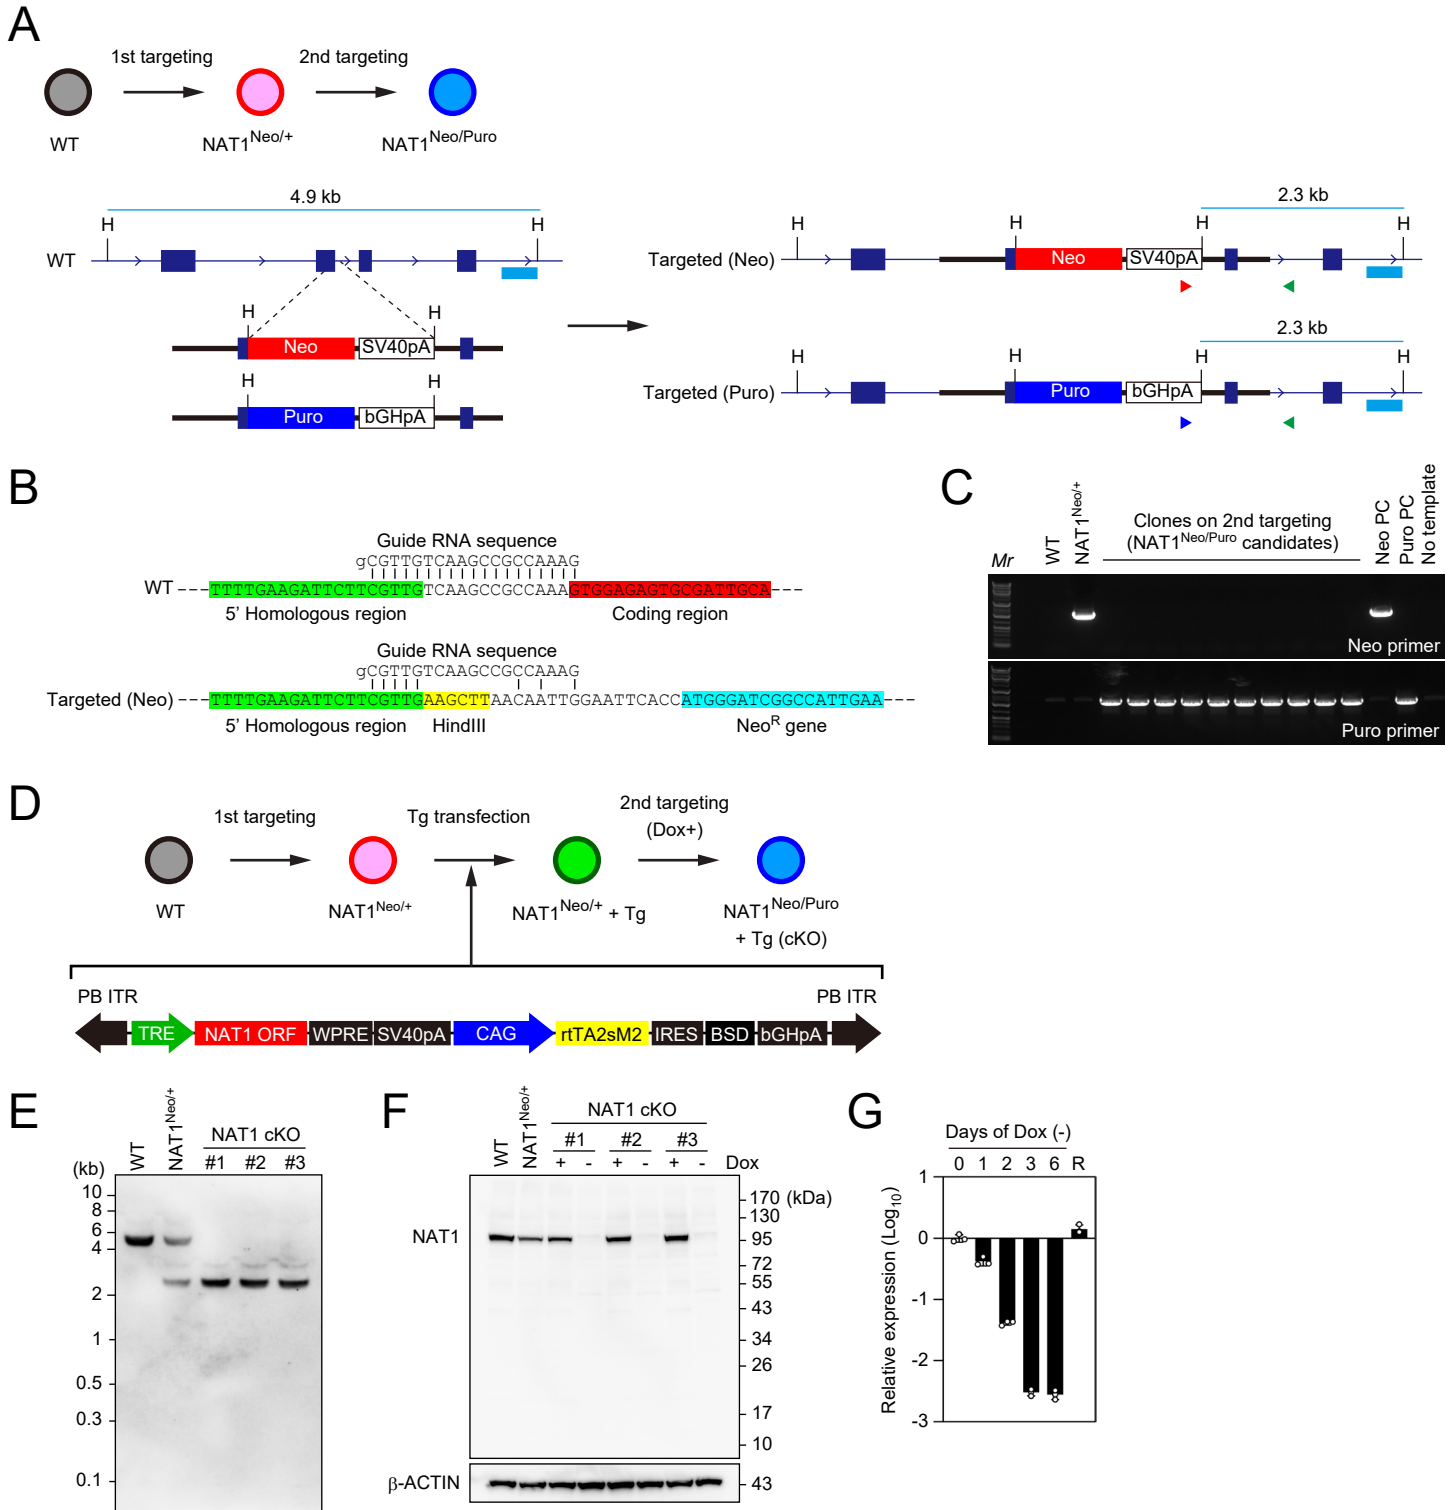 A
1st targeting
2nd targeting
WT
NAT1Neo/+
NAT1Neo/Puro
4.9 kb
H
H
WT
H
H
Neo
SV40pA
H
H
Puro
bGHpA
2.3 kb
H
H
H
H
Targeted (Neo)
Neo
SV40pA
2.3 kb
H
H
H
H
Targeted (Puro)
Puro
bGHpA
B
Guide RNA sequence
gCGTTGTCAAGCCGCCAAAG
WT ---TTTTGAAGATTCTTCGTTGTCAAGCCGCCAAAGTGGAGAGTGCGATTGCA---
5' Homologous region
Coding region
Guide RNA sequence
gCGTTGTCAAGCCGCCAAAG
Targeted (Neo) ---TTTTGAAGATTCTTCGTTGAAGCTTAACAATTGGAATTCACCATGGGATCGGCCATTGAA---
5' Homologous region
HindIII
NeoR gene
C
Mr
WT
NAT1Neo/+
Clones on 2nd targeting
(NAT1Neo/Puro candidates)
Neo PC
Puro PC
No template
Neo primer
Puro primer
D
1st targeting
Tg transfection
2nd targeting
(Dox+)
WT
NAT1Neo/+
NAT1Neo/+ + Tg
NAT1Neo/Puro
+ Tg (cKO)
PB ITR
PB ITR
TRE
NAT1 ORF
WPRE
SV40pA
CAG
rtTA2sM2
IRES
BSD
bGHpA
E
WT
NAT1Neo/+
NAT1 cKO
#1 #2 #3
(kb)
10
8
6
4
2
1
0.5
0.3
0.1
F
WT
NAT1Neo/+
NAT1 cKO
#1 #2 #3
+ - + - + - Dox
NAT1
170 (kDa)
130
95
72
55
43
34
26
17
10
β-ACTIN
43
G
Days of Dox (-)
0 1 2 3 6 R
Relative expression (Log10)
1
0
-1
-2
-3